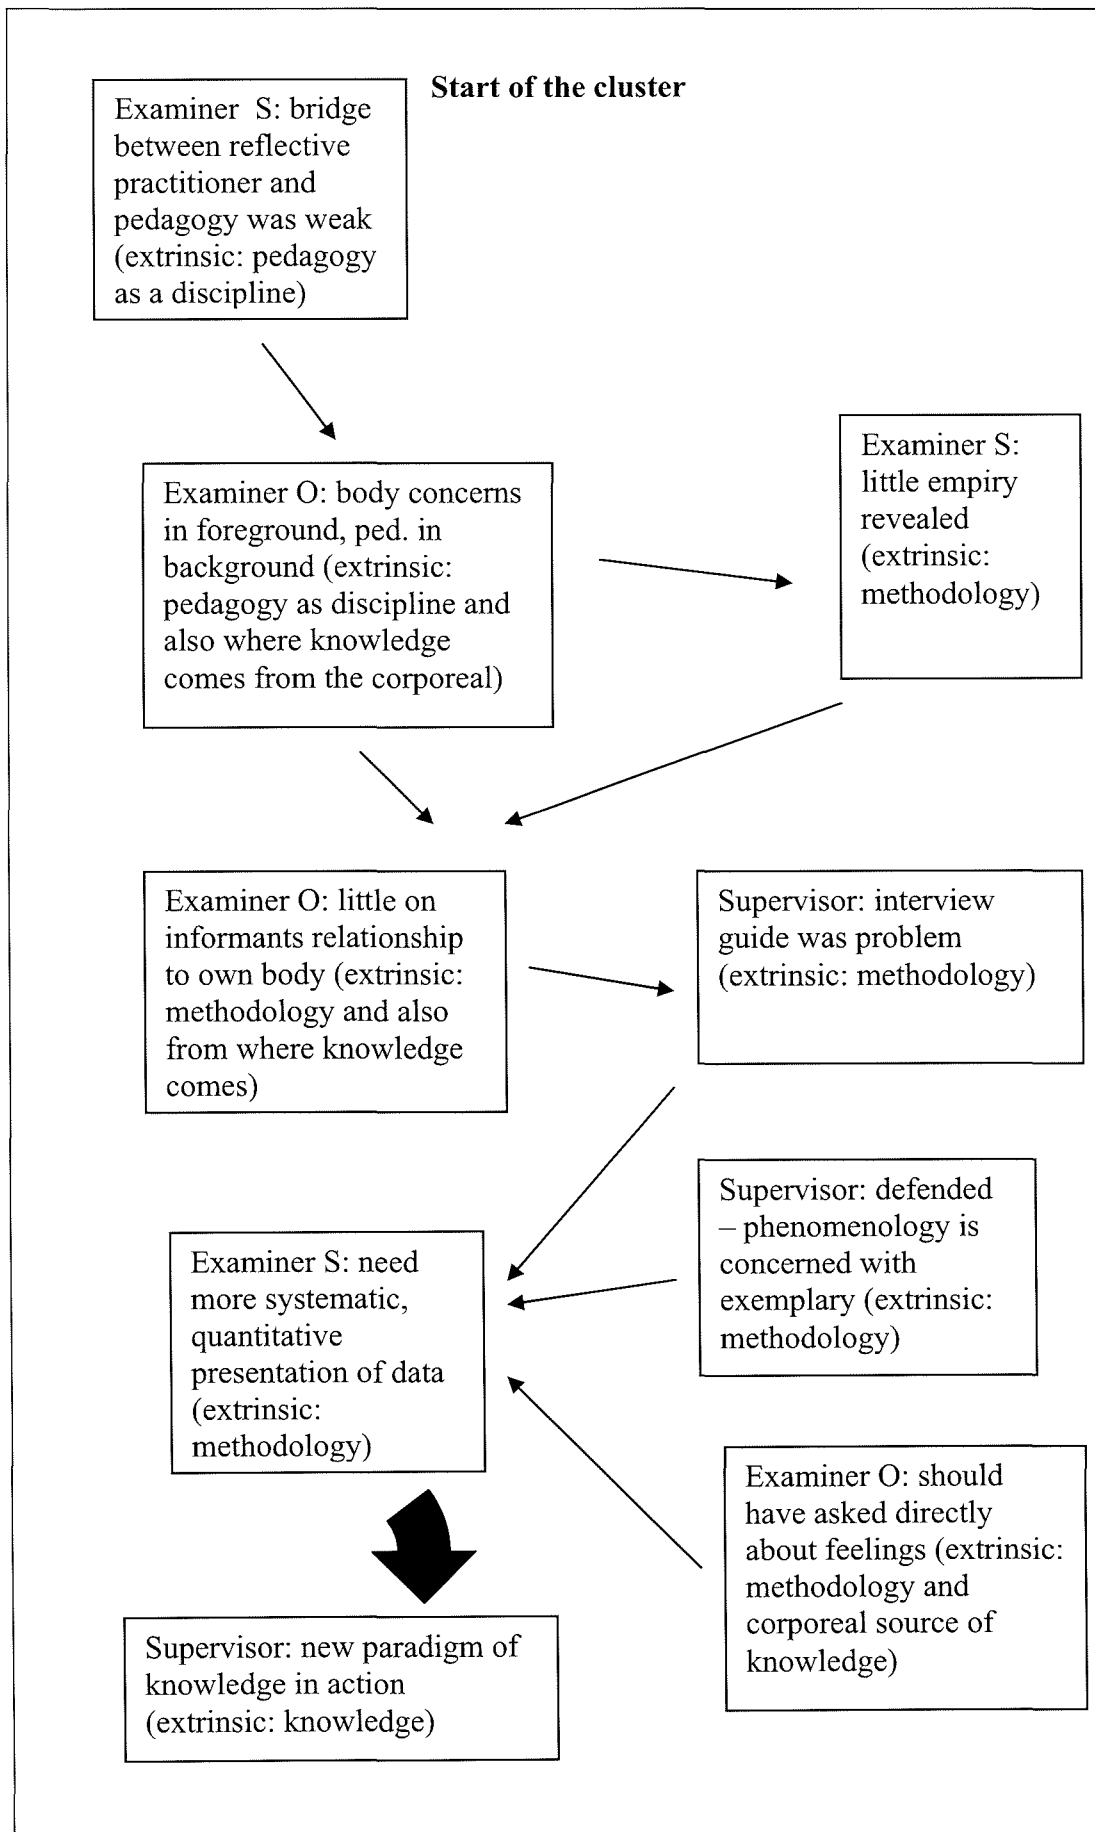 Start of the cluster
Examiner  S: bridge
between reflective
practitioner and
pedagogy was weak
(extrinsic: pedagogy
as a discipline)
Examiner O: body concerns
in foreground, ped. in
background (extrinsic:
pedagogy as discipline and
also where knowledge
comes from the corporeal)
Examiner S:
little empiry
revealed
(extrinsic:
methodology)
Examiner O: little on
informants relationship
to own body (extrinsic:
methodology and also
from where knowledge
comes)
Supervisor: interview
guide was problem
(extrinsic: methodology)
Supervisor: defended
– phenomenology is
concerned with
exemplary (extrinsic:
methodology)
Examiner S: need
more systematic,
quantitative
presentation of data
(extrinsic:
methodology)
Examiner O: should
have asked directly
about feelings (extrinsic:
methodology and
corporeal source of
knowledge)
Supervisor: new paradigm of
knowledge in action
(extrinsic: knowledge)